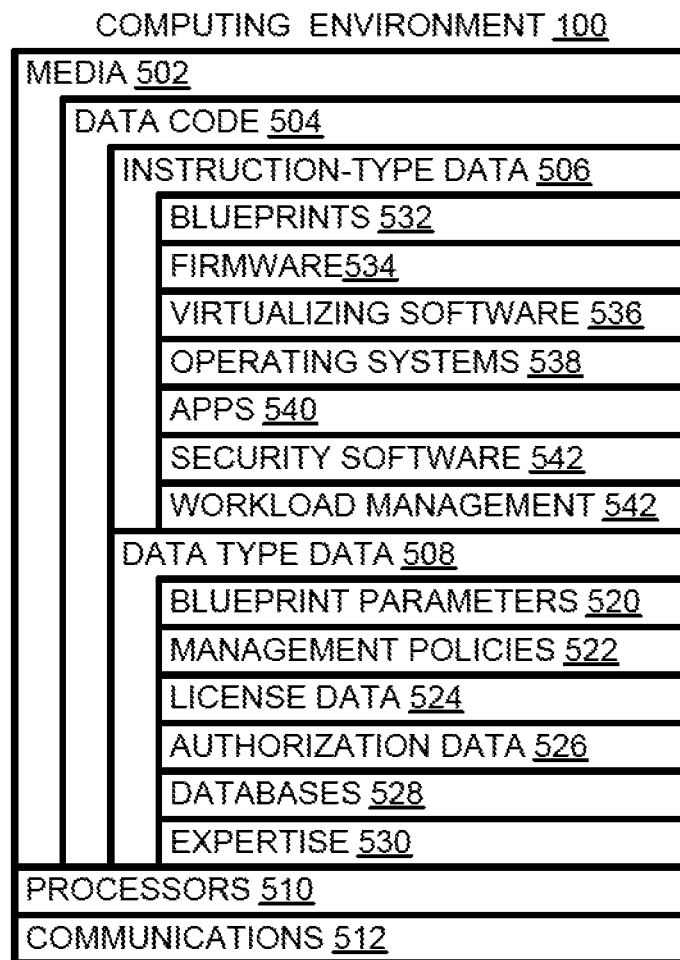 COMPUTING ENVIRONMENT 100
MEDIA 502
DATA CODE 504
INSTRUCTION-TYPE DATA 506
BLUEPRINTS 532
FIRMWARE534
VIRTUALIZING SOFTWARE 536
OPERATING SYSTEMS 538
APPS 540
SECURITY SOFTWARE 542
WORKLOAD MANAGEMENT 542
DATA TYPE DATA 508
BLUEPRINT PARAMETERS 520
MANAGEMENT POLICIES 522
LICENSE DATA 524
AUTHORIZATION DATA 526
DATABASES 528
EXPERTISE 530
PROCESSORS 510
COMMUNICATIONS 512